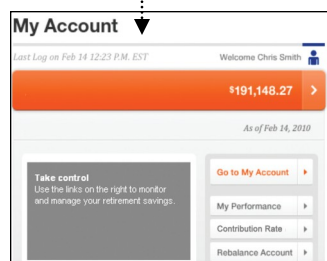 My Account
Last Log on Feb 14 12:23 P.M. EST
Welcome Chris Smith
$191,148.27
As of Feb 14, 2010
Take control
Use the links on the right to monitor
and manage your retirement savings.
Go to My Account
My Performance
Contribution Rate
Rebalance Account